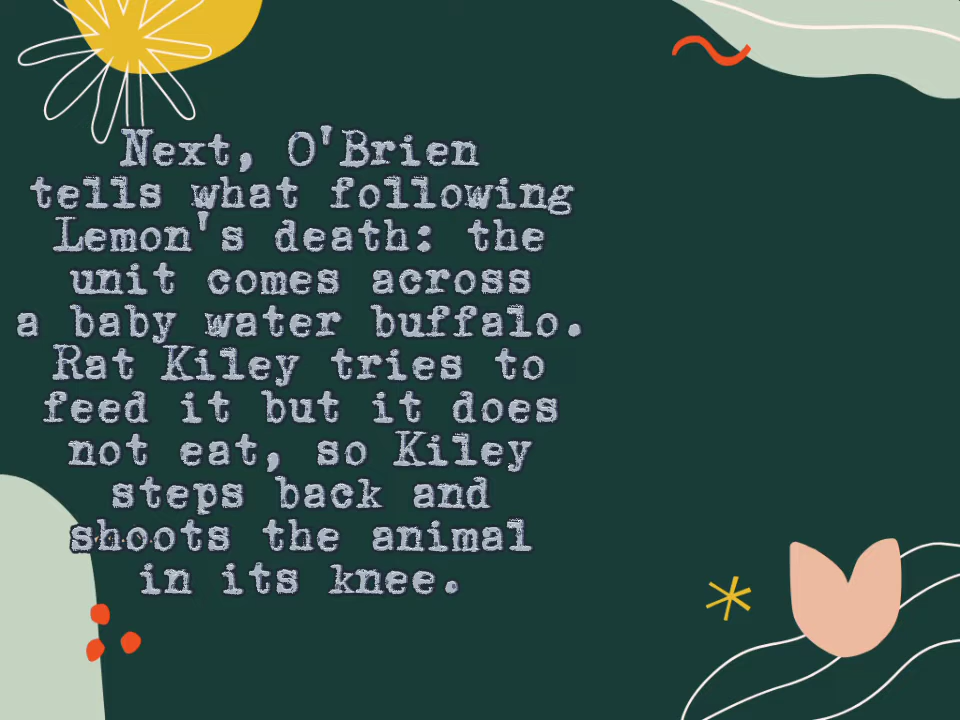 Next, O'Brien
tells what following
Lemon's death: the
unit comes across
a baby water buffalo.
Rat Kiley tries to
feed it but it does
not eat, so Kiley
steps back and
shoots the animal
in its knee.